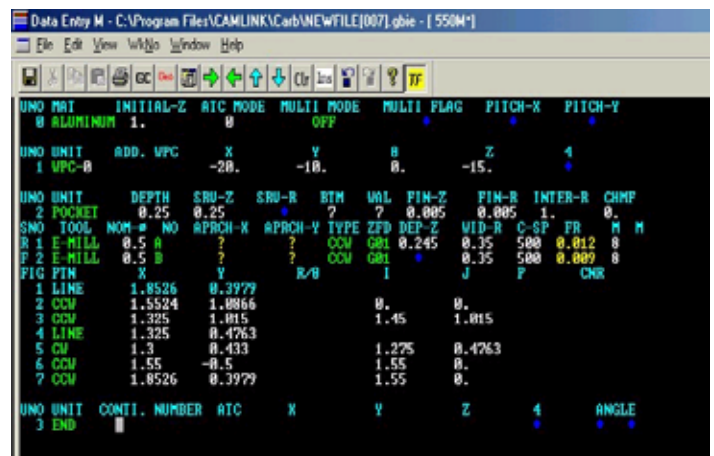 Data Entry M - C:\Program Files\CAMLINK\Carb\NEWFILE[007].gbie - [ 550M*]
File Edit View WkNo Window Help
GC Clr Ins ? TF
UNO MAT INITIAL-Z ATC MODE MULTI MODE MULTI FLAG PITCH-X PITCH-Y
0 ALUMINUM 1. 0 OFF ◆ ◆ ◆
UNO UNIT ADD. WPC X Y θ Z 4
1 WPC-0 -20. -10. 0. -15. ◆
UNO UNIT DEPTH SRV-Z SRV-R BTM WAL FIN-Z FIN-R INTER-R CHMF
2 POCKET 0.25 0.25 ◆ 7 7 0.005 0.005 1. 0.
SNO TOOL NOM-ø NO APRCH-X APRCH-Y TYPE ZFD DEP-Z WID-R C-SP FR M M
R 1 E-MILL 0.5 A ? ? CCW G01 0.245 0.35 500 0.012 8
F 2 E-MILL 0.5 B ? ? CCW G01 ◆ 0.35 500 0.009 8
FIG PTN X Y R/θ I J P CNR
1 LINE 1.8526 0.3979
2 CCW 1.5524 1.0866 0. 0.
3 CCW 1.325 1.015 1.45 1.015
4 LINE 1.325 0.4763
5 CW 1.3 0.433 1.275 0.4763
6 CCW 1.55 -0.5 1.55 0.
7 CCW 1.8526 0.3979 1.55 0.
UNO UNIT CONTI. NUMBER ATC X Y Z 4 ANGLE
3 END ◆ ◆ ◆